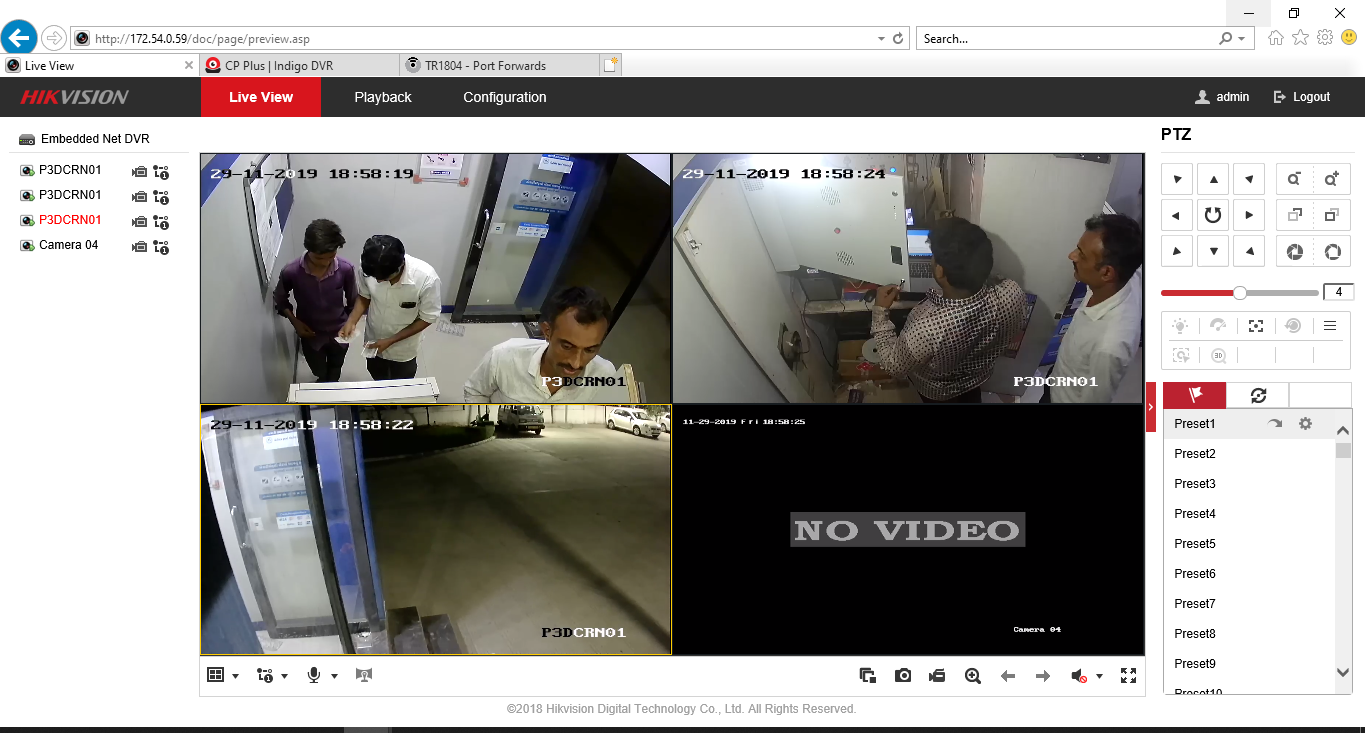 http://172.54.0.59/doc/page/preview.asp
Search...
Live View
CP Plus | Indigo DVR
TR1804 - Port Forwards
HIKVISION
Live View
Playback
Configuration
admin
Logout
Embedded Net DVR
P3DCRN01
P3DCRN01
P3DCRN01
Camera 04
29-11-2019 18:58:19
P3DCRN01
29-11-2019 18:58:24
P3DCRN01
29-11-2019 18:58:22
P3DCRN01
11-29-2019 Fri 18:58:25
NO VIDEO
Camera 04
PTZ
4
3D
Preset1
Preset2
Preset3
Preset4
Preset5
Preset6
Preset7
Preset8
Preset9
Preset10
©2018 Hikvision Digital Technology Co., Ltd. All Rights Reserved.